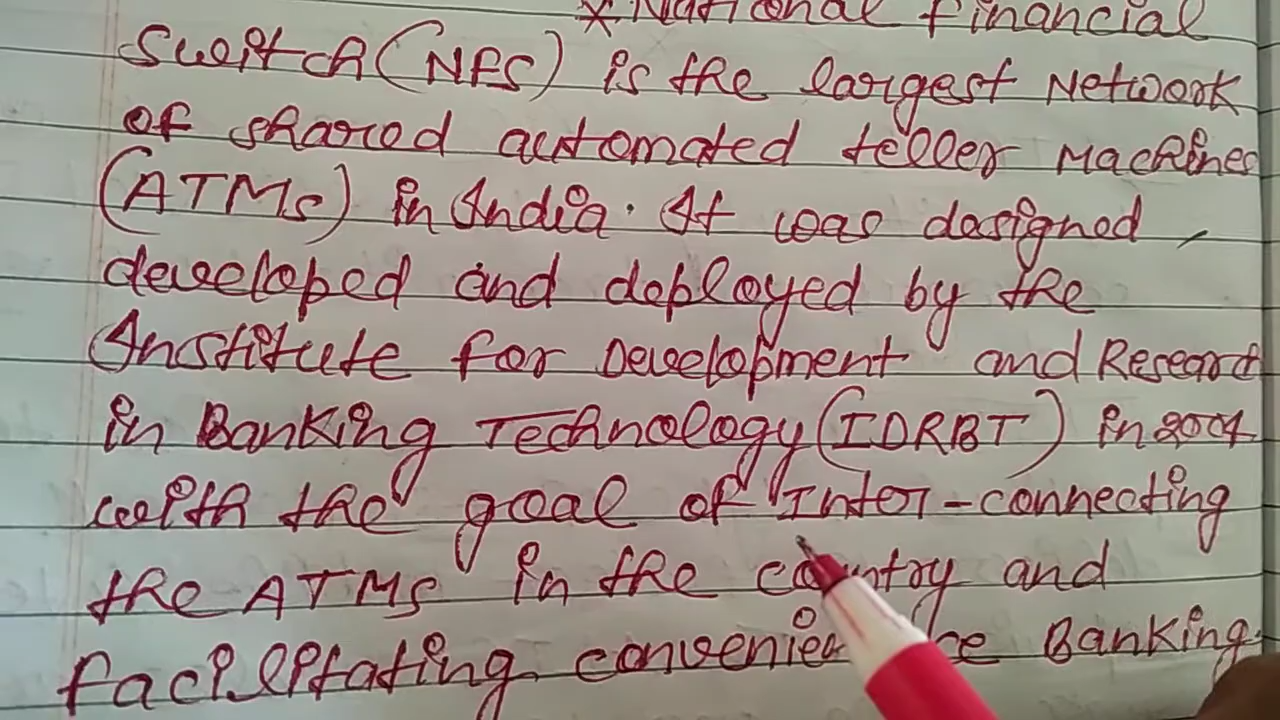 * National Financial
Switch (NFS) is the largest Network
of shared automated teller Machines
(ATMs) in India. It was designed,
developed and deployed by the
Institute for Development and Research
in Banking Technology (IDRBT) in 2004
with the goal of Inter-connecting
the ATMs in the country and
facilitating convenience Banking.